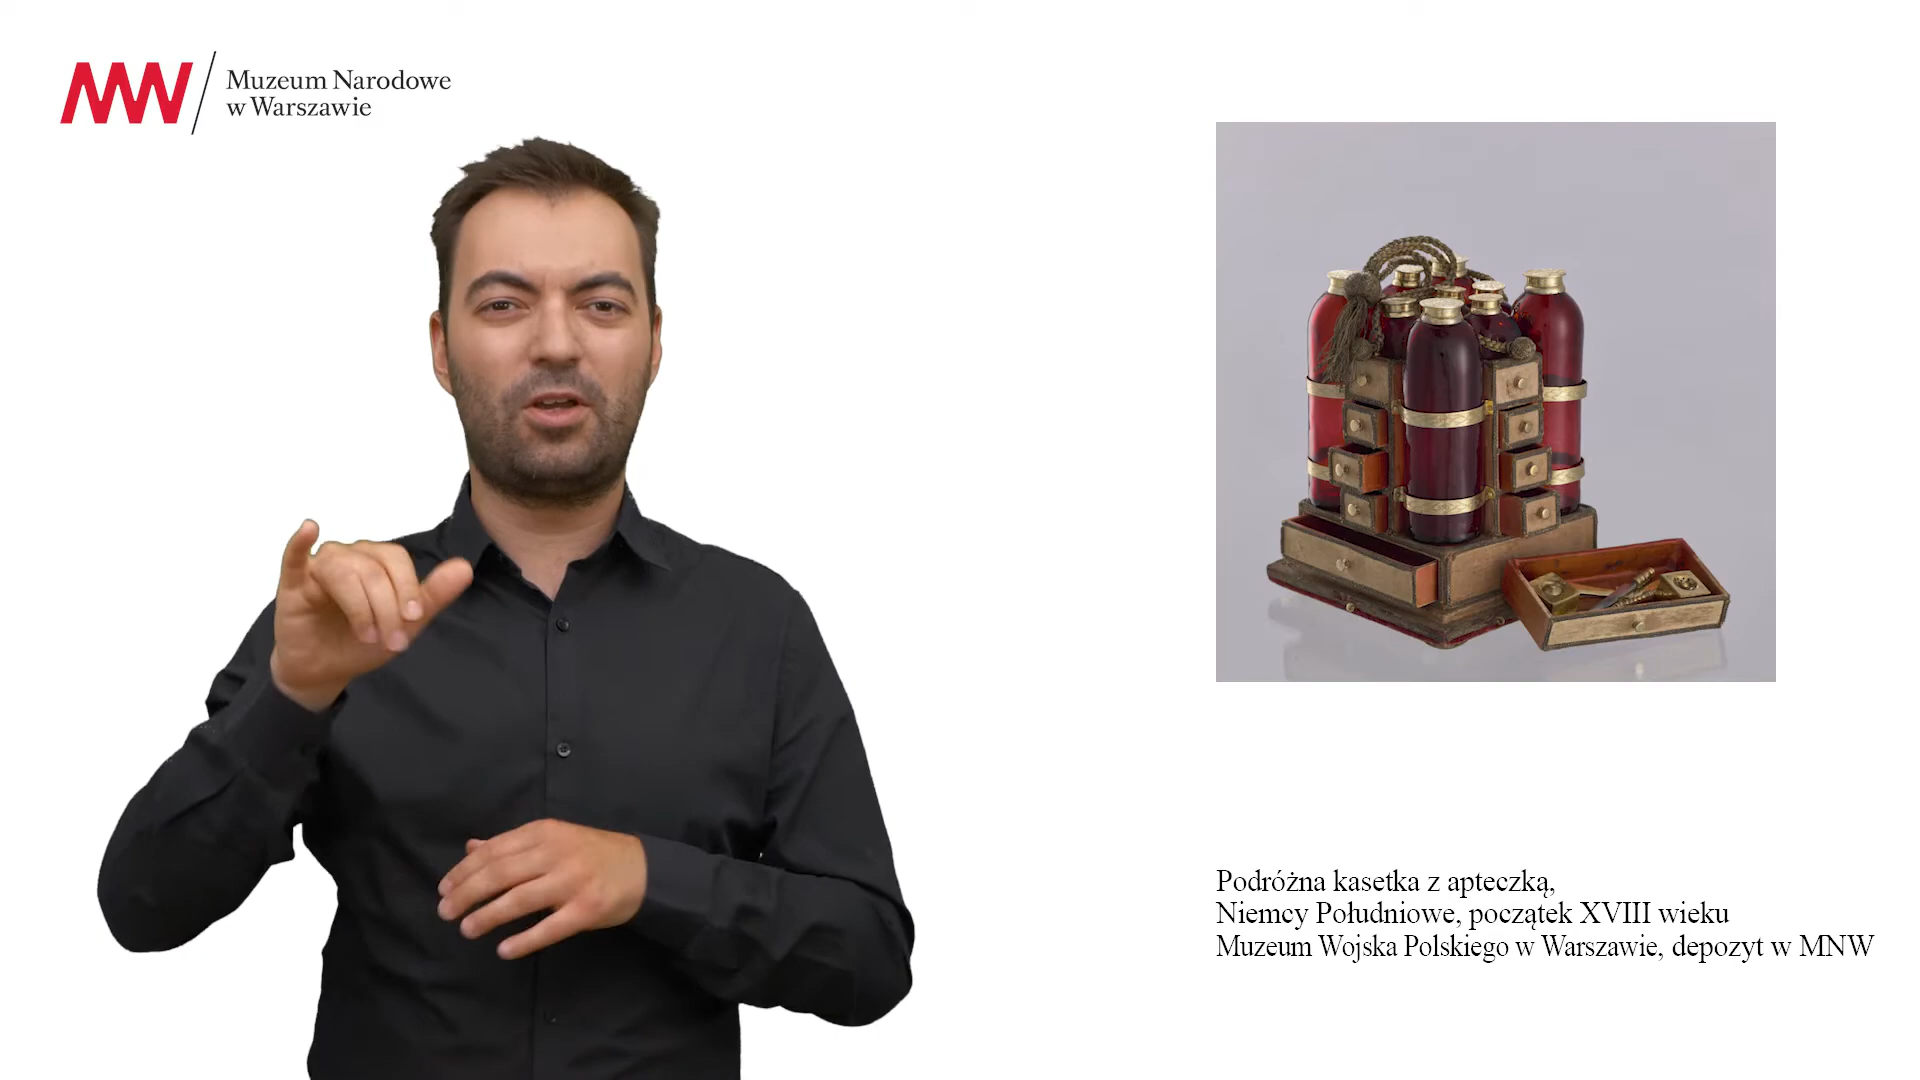 MNW
Muzeum Narodowe
w Warszawie
Podróżna kasetka z apteczką,
Niemcy Południowe, początek XVIII wieku
Muzeum Wojska Polskiego w Warszawie, depozyt w MNW